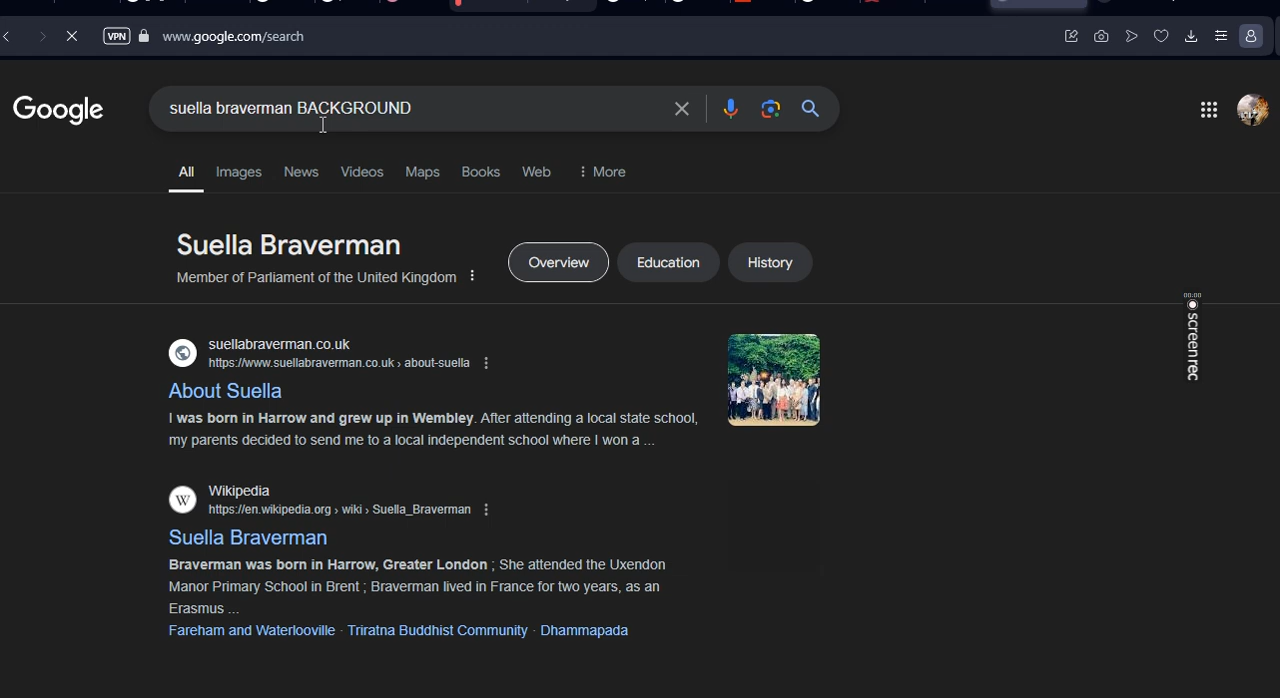 VPN www.google.com/search
Google suella braverman BACKGROUND
All Images News Videos Maps Books Web More
Suella Braverman
Member of Parliament of the United Kingdom
Overview Education History
00:00
screen rec
suellabraverman.co.uk
https://www.suellabraverman.co.uk › about-suella
About Suella
I was born in Harrow and grew up in Wembley. After attending a local state school,
my parents decided to send me to a local independent school where I won a ...
W Wikipedia
https://en.wikipedia.org › wiki › Suella_Braverman
Suella Braverman
Braverman was born in Harrow, Greater London ; She attended the Uxendon
Manor Primary School in Brent ; Braverman lived in France for two years, as an
Erasmus ...
Fareham and Waterlooville · Triratna Buddhist Community · Dhammapada